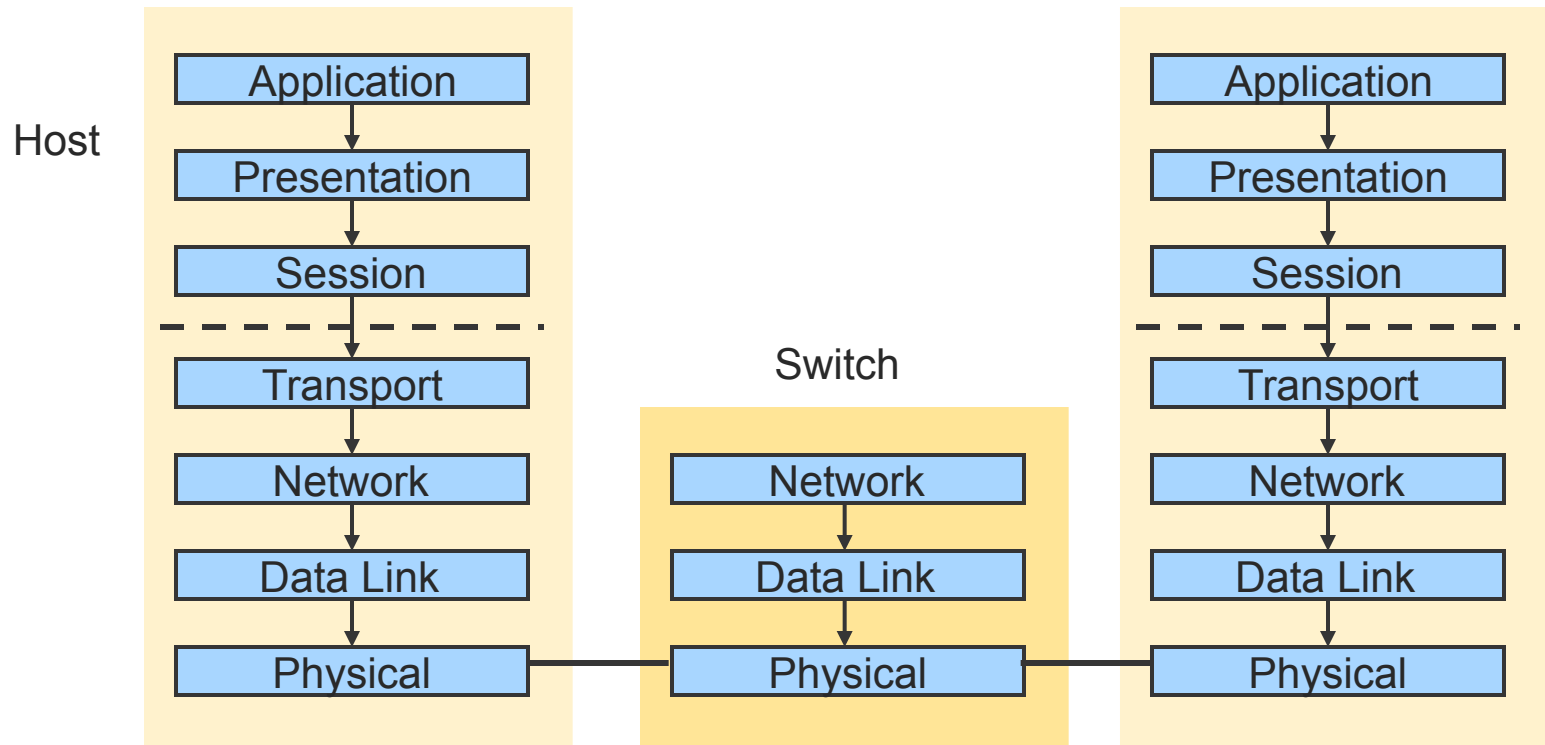 Host
Application
Presentation
Session
Transport
Network
Data Link
Physical
Switch
Network
Data Link
Physical
Application
Presentation
Session
Transport
Network
Data Link
Physical